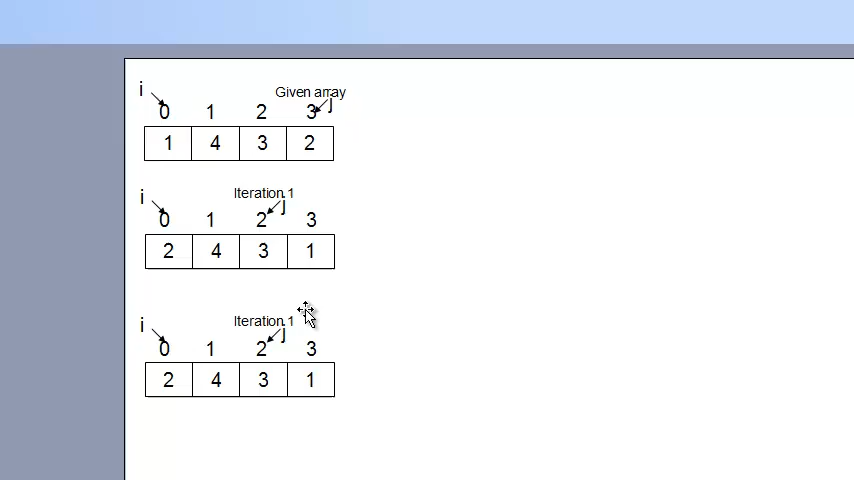 i Given array
0 1 2 3 j
1 4 3 2
i Iteration 1
j
0 1 2 3
2 4 3 1
i Iteration 1
j
0 1 2 3
2 4 3 1